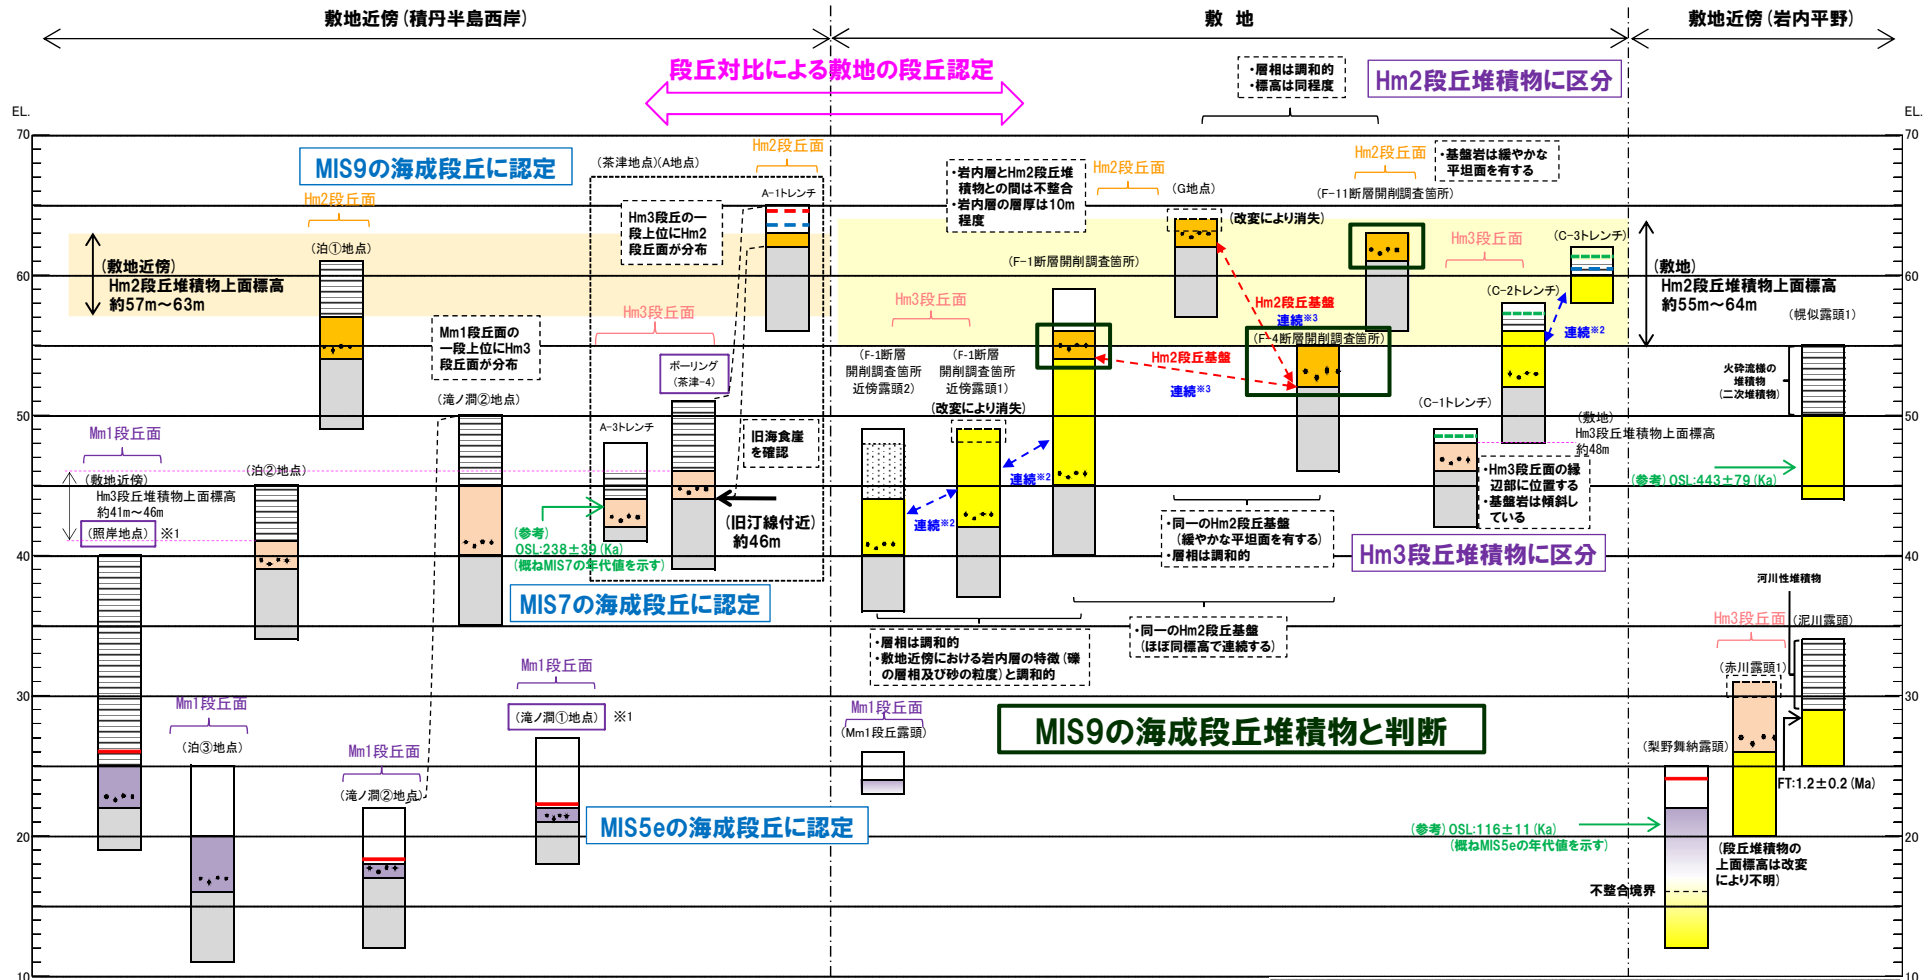 敷地近傍(積丹半島西岸)
敷 地
敷地近傍(岩内平野)
段丘対比による敷地の段丘認定
・層相は調和的
・標高は同程度
Hm2段丘堆積物に区分
EL.
EL.
70
70
MIS9の海成段丘に認定
(茶津地点)(A地点)
Hm2段丘面
・岩内層とHm2段丘堆
積物との間は不整合
・岩内層の層厚は10m
程度
Hm2段丘面
Hm2段丘面
・基盤岩は緩やかな
平坦面を有する
Hm2段丘面
A-1トレンチ
(G地点)
(F-11断層開削調査箇所)
Hm3段丘の一
段上位にHm2
段丘面が分布
(改変により消失)
(泊①地点)
Hm3段丘面
(C-3トレンチ)
(敷地近傍)
Hm2段丘堆積物上面標高
約57m～63m
(F-1断層開削調査箇所)
(敷地)
Hm2段丘堆積物上面標高
約55m～64m
60
60
(C-2トレンチ)
Hm3段丘面
Hm3段丘面
Hm2段丘基盤
連続※3
(幌似露頭1)
Mm1段丘面の
一段上位にHm3
段丘面が分布
連続※2
(F-4断層開削調査箇所)
(F-1断層
開削調査箇所
近傍露頭2)
(F-1断層
開削調査箇所
近傍露頭1)
Hm2段丘基盤
連続※3
ボーリング
(茶津-4)
火砕流様の
堆積物
(二次堆積物)
(滝ノ澗②地点)
(改変により消失)
(C-1トレンチ)
50
50
A-3トレンチ
旧海食崖
を確認
(敷地)
Hm3段丘堆積物上面標高
約48m
Mm1段丘面
(泊②地点)
(敷地近傍)
Hm3段丘堆積物上面標高
約41m～46m
連続※2
・Hm3段丘面の縁
辺部に位置する
・基盤岩は傾斜し
ている
(参考)OSL:443±79(Ka)
(照岸地点)
※1
(参考)
OSL:238±39(Ka)
(概ねMIS7の年代値を示す)
(旧汀線付近)
約46m
連続※2
・同一のHm2段丘基盤
(緩やかな平坦面を有する)
・層相は調和的
Hm3段丘堆積物に区分
40
40
MIS7の海成段丘に認定
河川性堆積物
・層相は調和的
・敷地近傍における岩内層の特徴(礫
の層相及び砂の粒度)と調和的
・同一のHm2段丘基盤
(ほぼ同標高で連続する)
Hm3段丘面
(泥川露頭)
Mm1段丘面
(赤川露頭1)
30
30
Mm1段丘面
(滝ノ澗①地点)
※1
Mm1段丘面
(Mm1段丘露頭)
MIS9の海成段丘堆積物と判断
(泊③地点)
(梨野舞納露頭)
Mm1段丘面
(滝ノ澗②地点)
FT:1.2±0.2(Ma)
MIS5eの海成段丘に認定
(参考)OSL:116±11(Ka)
(概ねMIS5eの年代値を示す)
20
20
(段丘堆積物の
上面標高は改変
により不明)
不整合境界
10
10